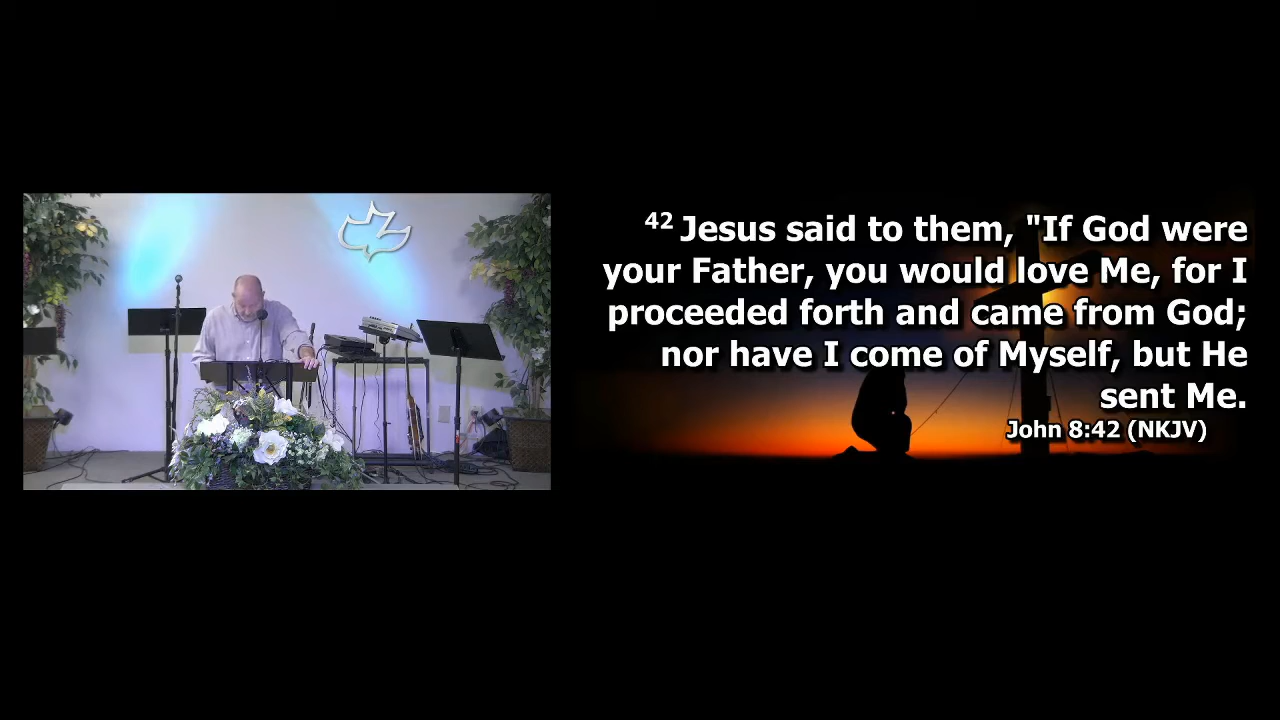 42 Jesus said to them, "If God were
your Father, you would love Me, for I
proceeded forth and came from God;
nor have I come of Myself, but He
sent Me.
John 8:42 (NKJV)